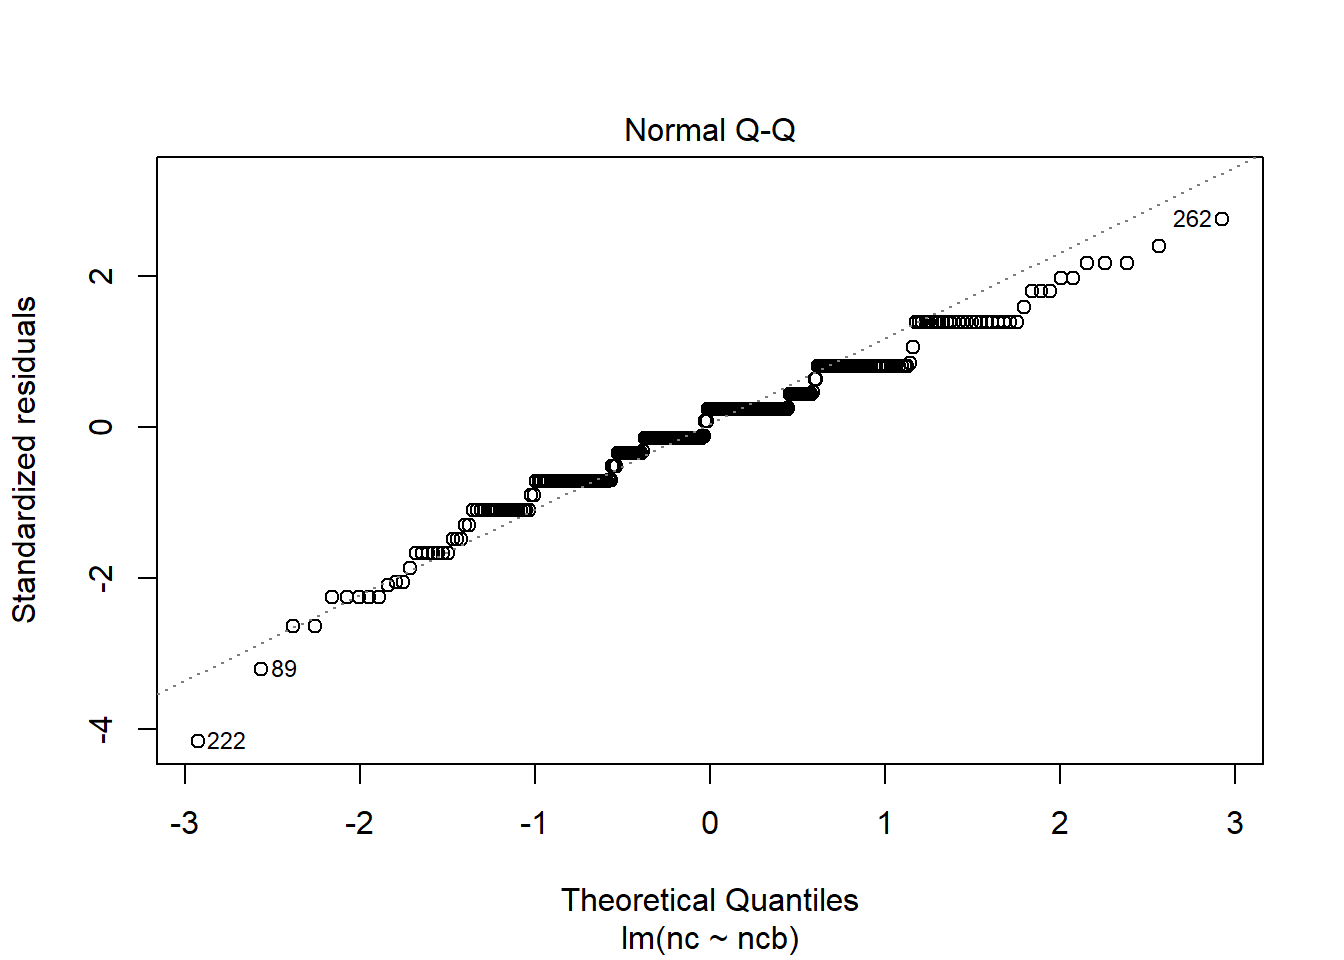 Normal Q-Q
Standardized residuals
2
0
-2
-4
262
89
222
-3 -2 -1 0 1 2 3
Theoretical Quantiles
lm(nc ~ ncb)